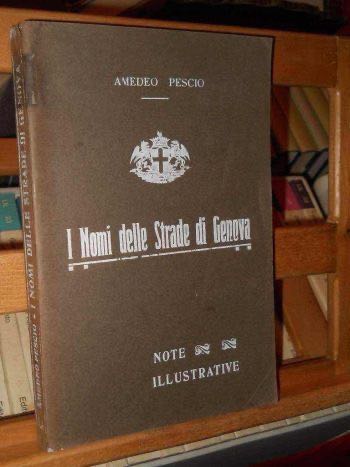 AMEDEO PESCIO
I Nomi delle Strade di Genova
NOTE
ILLUSTRATIVE
AMEDEO PESCIO - I NOMI DELLE STRADE DI GENOVA